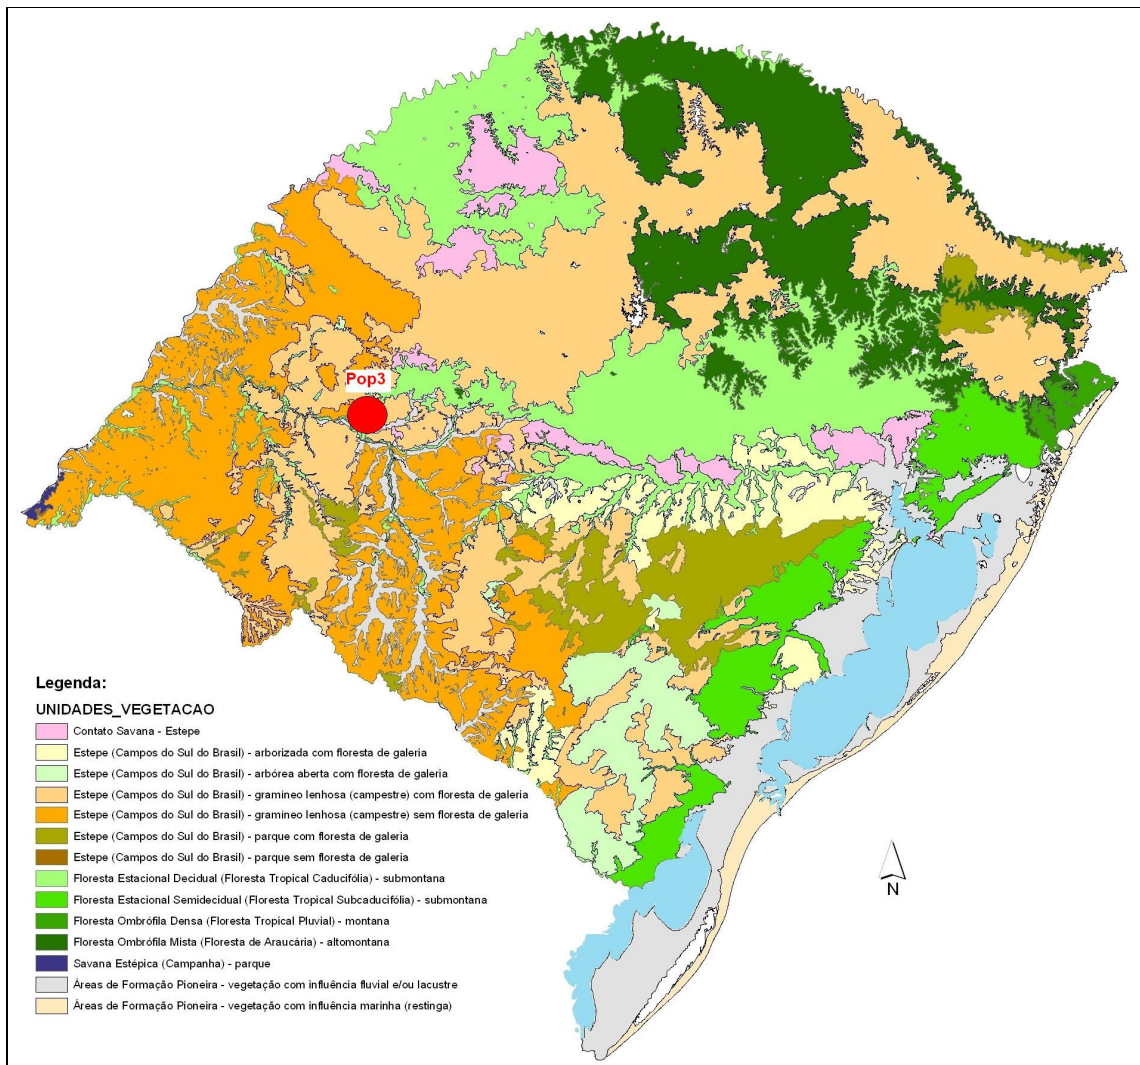 Pop3
Legenda:
UNIDADES_VEGETACAO
Contato Savana - Estepe
Estepe (Campos do Sul do Brasil) - arborizada com floresta de galeria
Estepe (Campos do Sul do Brasil) - arbórea aberta com floresta de galeria
Estepe (Campos do Sul do Brasil) - gramíneo lenhosa (campestre) com floresta de galeria
Estepe (Campos do Sul do Brasil) - gramíneo lenhosa (campestre) sem floresta de galeria
Estepe (Campos do Sul do Brasil) - parque com floresta de galeria
Estepe (Campos do Sul do Brasil) - parque sem floresta de galeria
Floresta Estacional Decidual (Floresta Tropical Caducifólia) - submontana
Floresta Estacional Semidecidual (Floresta Tropical Subcaducifólia) - submontana
Floresta Ombrófila Densa (Floresta Tropical Pluvial) - montana
Floresta Ombrófila Mista (Floresta de Araucária) - altomontana
Savana Estépica (Campanha) - parque
Áreas de Formação Pioneira - vegetação com influência fluvial e/ou lacustre
Áreas de Formação Pioneira - vegetação com influência marinha (restinga)
N